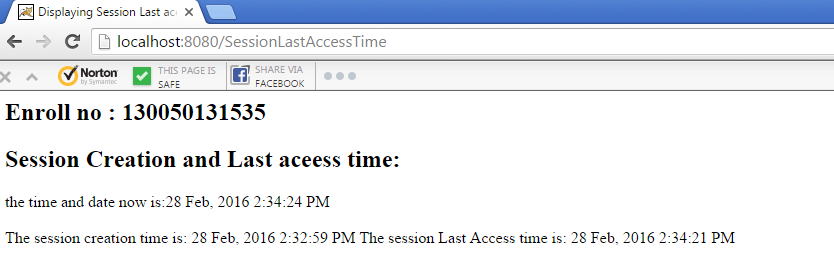 Displaying Session Last ac
localhost:8080/SessionLastAccessTime
Norton by Symantec THIS PAGE IS SAFE SHARE VIA FACEBOOK
Enroll no : 130050131535
Session Creation and Last aceess time:
the time and date now is:28 Feb, 2016 2:34:24 PM
The session creation time is: 28 Feb, 2016 2:32:59 PM The session Last Access time is: 28 Feb, 2016 2:34:21 PM